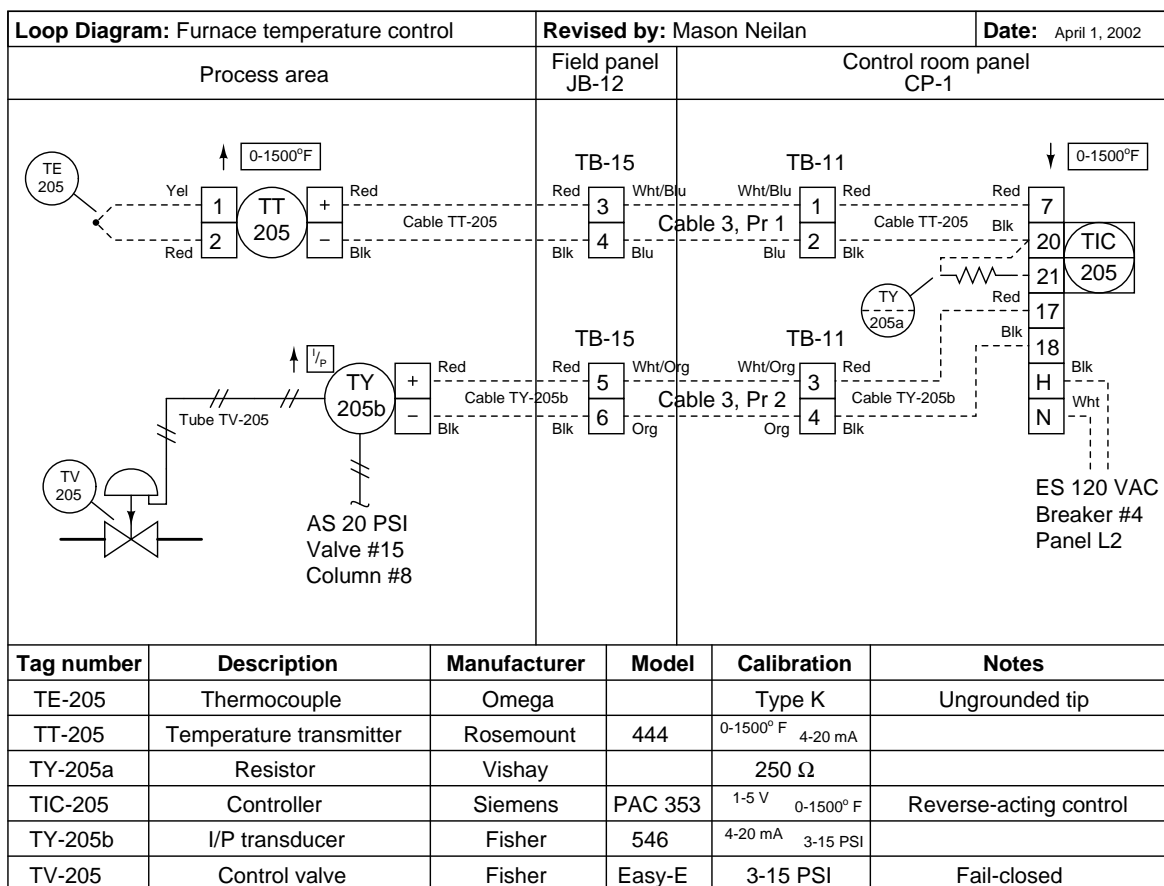 Loop Diagram: Furnace temperature control
Revised by: Mason Neilan
Date: April 1, 2002
Process area
Field panel
JB-12
Control room panel
CP-1
TE
205
0-1500°F
Yel
Red
1
2
TT
205
+
−
Red
Blk
Cable TT-205
TB-15
Red
Blk
3
4
Wht/Blu
Blu
Cable 3, Pr 1
TB-11
Wht/Blu
Blu
1
2
Red
Blk
Cable TT-205
0-1500°F
Red
Blk
7
20
21
17
18
H
N
TIC
205
TY
205a
Red
Blk
Blk
Wht
ES 120 VAC
Breaker #4
Panel L2
I/P
TY
205b
+
−
Red
Blk
Cable TY-205b
TB-15
Red
Blk
5
6
Wht/Org
Org
Cable 3, Pr 2
TB-11
Wht/Org
Org
3
4
Red
Blk
Cable TY-205b
Tube TV-205
TV
205
AS 20 PSI
Valve #15
Column #8
Tag number Description Manufacturer Model Calibration Notes
TE-205 Thermocouple Omega Type K Ungrounded tip
TT-205 Temperature transmitter Rosemount 444 0-1500° F 4-20 mA
TY-205a Resistor Vishay 250 Ω
TIC-205 Controller Siemens PAC 353 1-5 V 0-1500° F Reverse-acting control
TY-205b I/P transducer Fisher 546 4-20 mA 3-15 PSI
TV-205 Control valve Fisher Easy-E 3-15 PSI Fail-closed